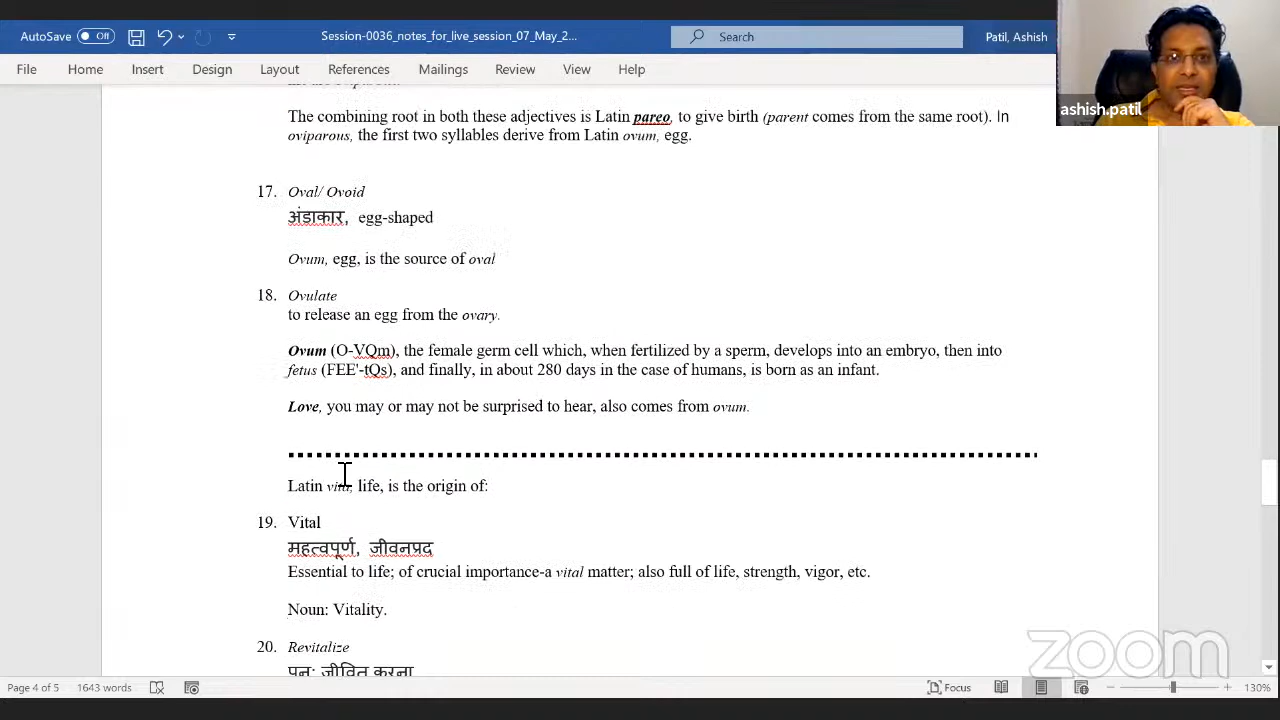 AutoSave Off Session-0036_notes_for_live_session_07_May_2... Search Patil, Ashish
File Home Insert Design Layout References Mailings Review View Help
ashish.patil
The combining root in both these adjectives is Latin pareo, to give birth (parent comes from the same root). In
oviparous, the first two syllables derive from Latin ovum, egg.
17. Oval/ Ovoid
अंडाकार, egg-shaped
Ovum, egg, is the source of oval
18. Ovulate
to release an egg from the ovary.
Ovum (O-VQm), the female germ cell which, when fertilized by a sperm, develops into an embryo, then into
fetus (FEE'-tQs), and finally, in about 280 days in the case of humans, is born as an infant.
Love, you may or may not be surprised to hear, also comes from ovum.
Latin vita, life, is the origin of:
19. Vital
महत्वपूर्ण, जीवनप्रद
Essential to life; of crucial importance-a vital matter; also full of life, strength, vigor, etc.
Noun: Vitality.
20. Revitalize
पुनः जीवित करना
zoom
Page 4 of 5 1643 words Focus 130%